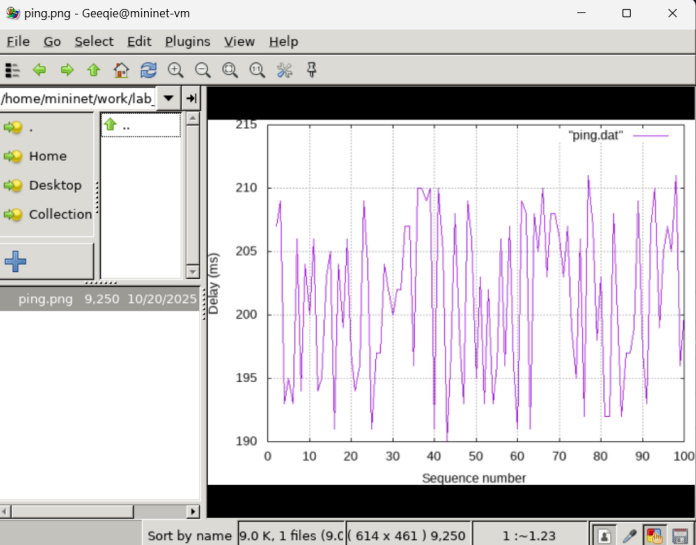 ping.png - Geeqie@mininet-vm
File Go Select Edit Plugins View Help
/home/mininet/work/lab_
.
..
Home
Desktop
Collection
ping.png 9,250 10/20/2025
"ping.dat"
215
210
205
200
195
190
Delay (ms)
0 10 20 30 40 50 60 70 80 90 100
Sequence number
Sort by name 9.0 K, 1 files (9.0 ( 614 x 461 ) 9,250 1 :~1.23